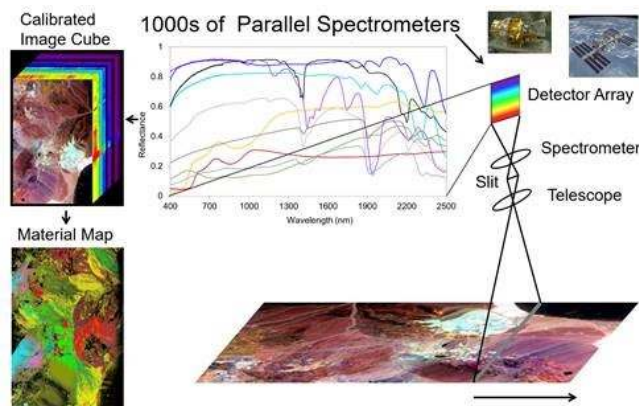 Calibrated
Image Cube
1000s of Parallel Spectrometers
1
0.8
0.6
0.4
0.2
0
Reflectance
400
700
1000
1300
1600
1900
2200
2500
Wavelength (nm)
Detector Array
Spectrometer
Slit
Telescope
Material Map